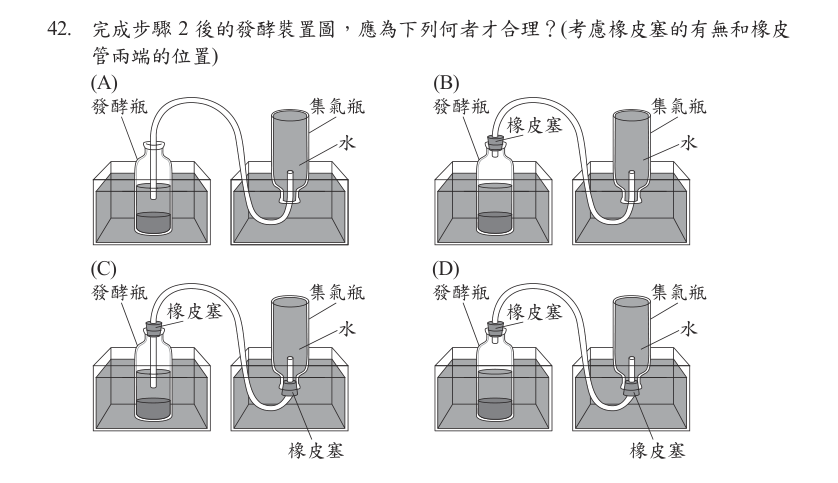 42. 完成步驟 2 後的發酵裝置圖，應為下列何者才合理？(考慮橡皮塞的有無和橡皮
管兩端的位置)
(A) (B)
發酵瓶 集氣瓶 發酵瓶 集氣瓶
橡皮塞
水 水
(C) (D)
發酵瓶 集氣瓶 發酵瓶 集氣瓶
橡皮塞 橡皮塞
水 水
橡皮塞 橡皮塞